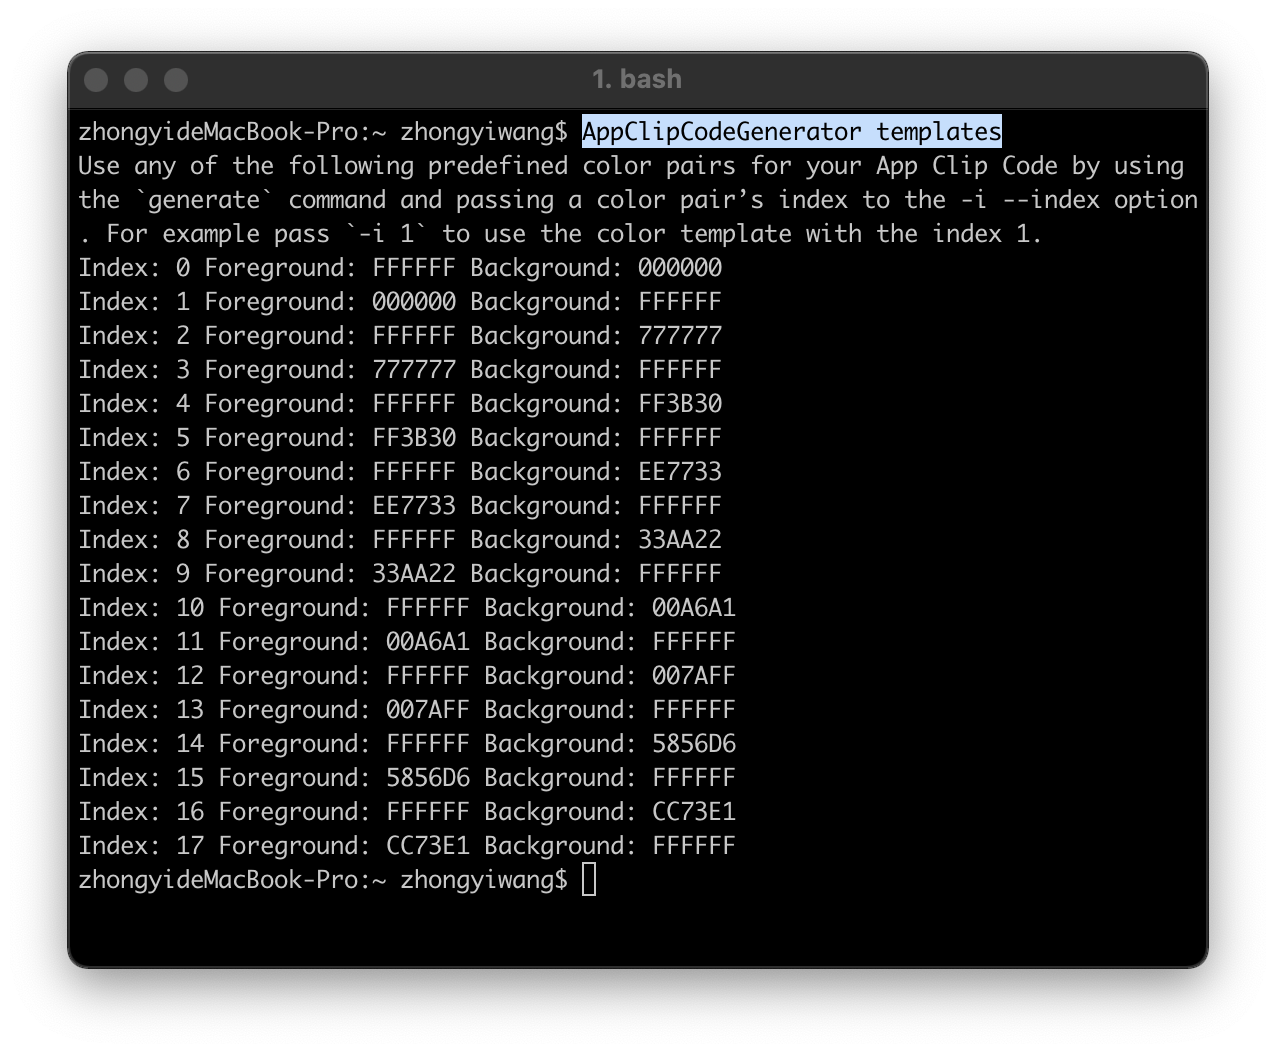 1. bash
zhongyideMacBook-Pro:~ zhongyiwang$ AppClipCodeGenerator templates
Use any of the following predefined color pairs for your App Clip Code by using
the `generate` command and passing a color pair’s index to the -i --index option
. For example pass `-i 1` to use the color template with the index 1.
Index: 0 Foreground: FFFFFF Background: 000000
Index: 1 Foreground: 000000 Background: FFFFFF
Index: 2 Foreground: FFFFFF Background: 777777
Index: 3 Foreground: 777777 Background: FFFFFF
Index: 4 Foreground: FFFFFF Background: FF3B30
Index: 5 Foreground: FF3B30 Background: FFFFFF
Index: 6 Foreground: FFFFFF Background: EE7733
Index: 7 Foreground: EE7733 Background: FFFFFF
Index: 8 Foreground: FFFFFF Background: 33AA22
Index: 9 Foreground: 33AA22 Background: FFFFFF
Index: 10 Foreground: FFFFFF Background: 00A6A1
Index: 11 Foreground: 00A6A1 Background: FFFFFF
Index: 12 Foreground: FFFFFF Background: 007AFF
Index: 13 Foreground: 007AFF Background: FFFFFF
Index: 14 Foreground: FFFFFF Background: 5856D6
Index: 15 Foreground: 5856D6 Background: FFFFFF
Index: 16 Foreground: FFFFFF Background: CC73E1
Index: 17 Foreground: CC73E1 Background: FFFFFF
zhongyideMacBook-Pro:~ zhongyiwang$